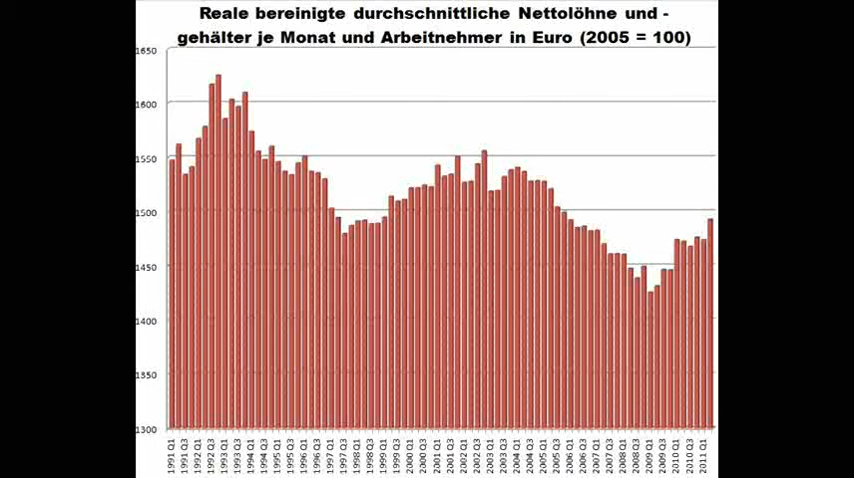 Reale bereinigte durchschnittliche Nettolöhne und -
gehälter je Monat und Arbeitnehmer in Euro (2005 = 100)
1650
1600
1550
1500
1450
1400
1350
1300
1991 Q1
1991 Q3
1992 Q1
1992 Q3
1993 Q1
1993 Q3
1994 Q1
1994 Q3
1995 Q1
1995 Q3
1996 Q1
1996 Q3
1997 Q1
1997 Q3
1998 Q1
1998 Q3
1999 Q1
1999 Q3
2000 Q1
2000 Q3
2001 Q1
2001 Q3
2002 Q1
2002 Q3
2003 Q1
2003 Q3
2004 Q1
2004 Q3
2005 Q1
2005 Q3
2006 Q1
2006 Q3
2007 Q1
2007 Q3
2008 Q1
2008 Q3
2009 Q1
2009 Q3
2010 Q1
2010 Q3
2011 Q1